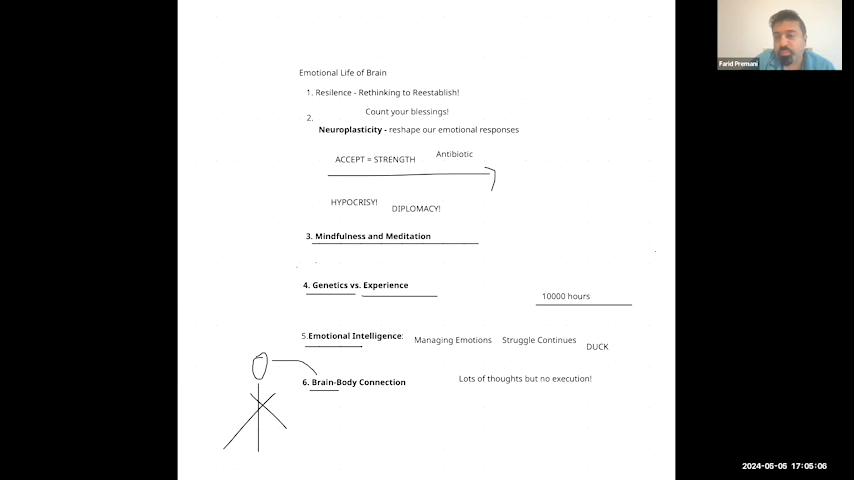 Farid Premani
Emotional Life of Brain
1. Resilence - Rethinking to Reestablish!
Count your blessings!
2.
Neuroplasticity - reshape our emotional responses
Antibiotic
ACCEPT = STRENGTH
HYPOCRISY!
DIPLOMACY!
3. Mindfulness and Meditation
4. Genetics vs. Experience
10000 hours
5.Emotional Intelligence:
Managing Emotions
Struggle Continues
DUCK
6. Brain-Body Connection
Lots of thoughts but no execution!
2024-05-05 17:05:06